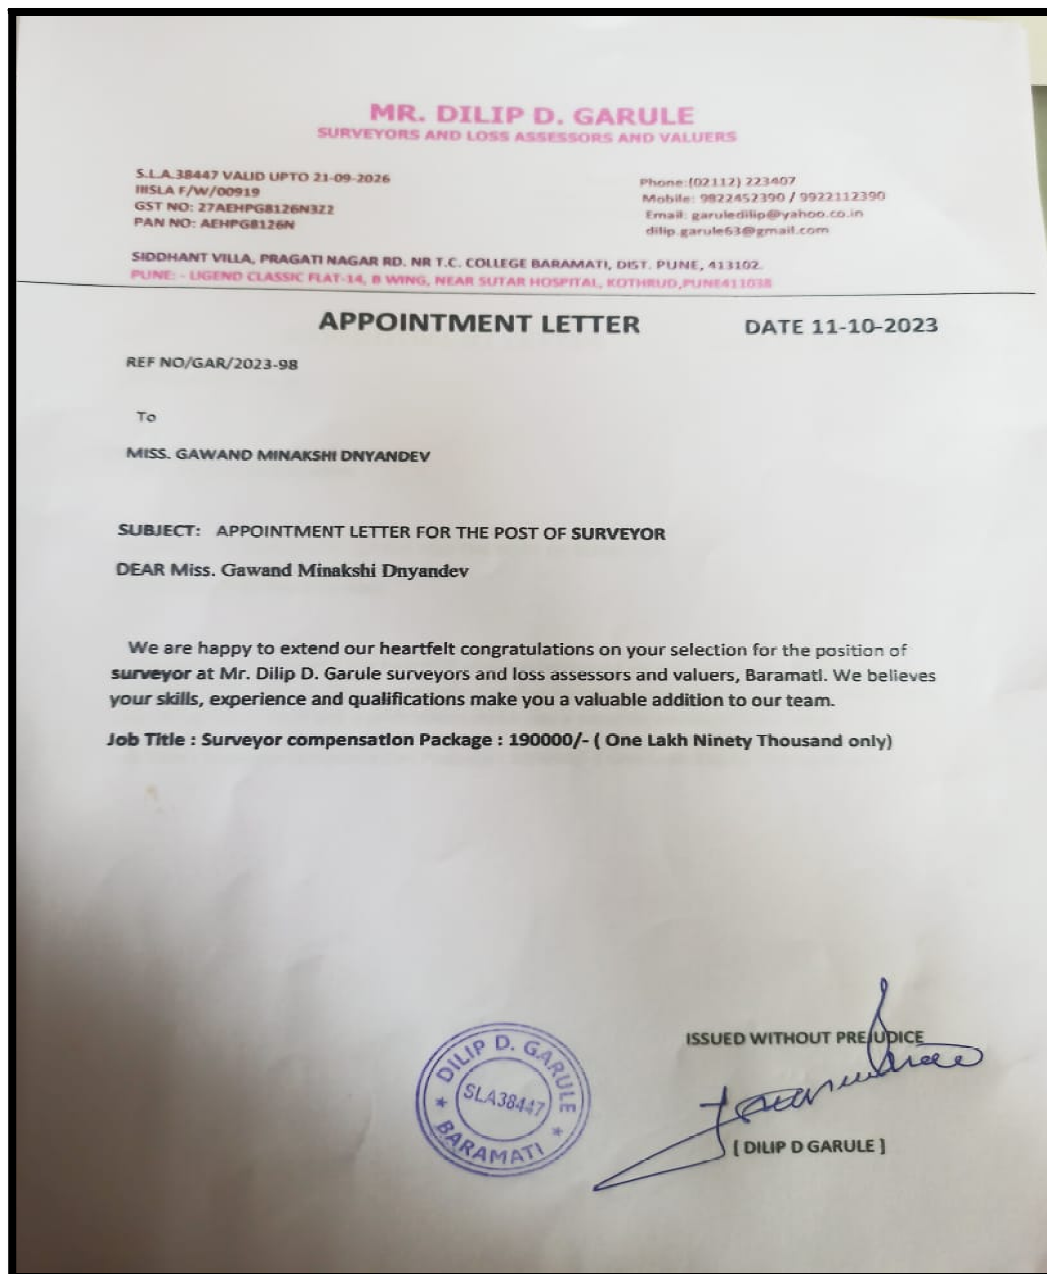 MR. DILIP D. GARULE
SURVEYORS AND LOSS ASSESSORS AND VALUERS
S.L.A.38447 VALID UPTO 21-09-2026
IIISLA F/W/00919
GST NO: 27AEHPG8126N3Z2
PAN NO: AEHPG8126N
Phone:(02112) 223407
Mobile: 9822452390 / 9922112390
Email: garuledilip@yahoo.co.in
dilip.garule63@gmail.com
SIDDHANT VILLA, PRAGATI NAGAR RD. NR T.C. COLLEGE BARAMATI, DIST. PUNE, 413102.
PUNE: - UGEND CLASSIC FLAT-14, B WING, NEAR SUTAR HOSPITAL, KOTHRUD,PUNE411038
APPOINTMENT LETTER DATE 11-10-2023
REF NO/GAR/2023-98
To
MISS. GAWAND MINAKSHI DNYANDEV
SUBJECT: APPOINTMENT LETTER FOR THE POST OF SURVEYOR
DEAR Miss. Gawand Minakshi Dnyandev
We are happy to extend our heartfelt congratulations on your selection for the position of
surveyor at Mr. Dilip D. Garule surveyors and loss assessors and valuers, Baramati. We believes
your skills, experience and qualifications make you a valuable addition to our team.
Job Title : Surveyor compensation Package : 190000/- ( One Lakh Ninety Thousand only)
ISSUED WITHOUT PREJUDICE
DILIP D. GARULE
SLA38447
* BARAMATI *
[ DILIP D GARULE ]